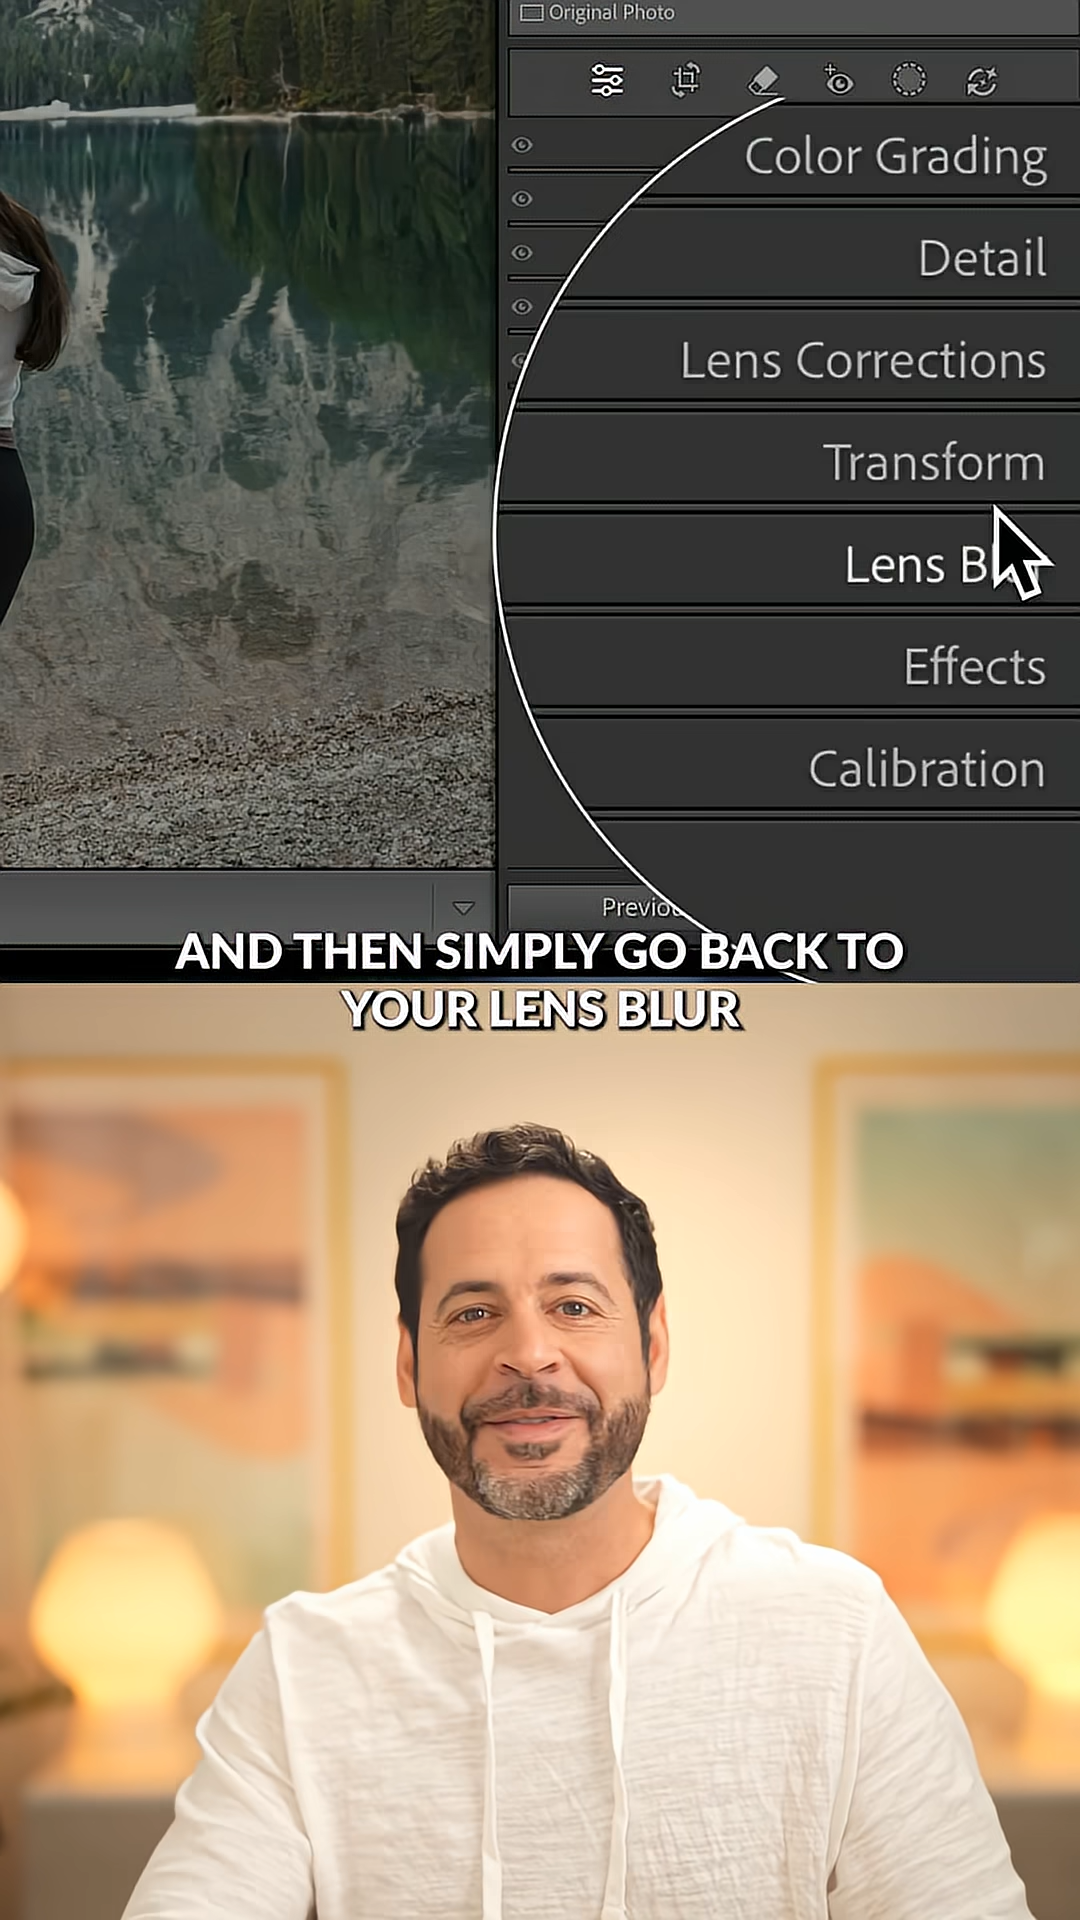 Original Photo
Color Grading
Detail
Lens Corrections
Transform
Lens
Effects
Calibration
AND THEN SIMPLY GO BACK TO
YOUR LENS BLUR